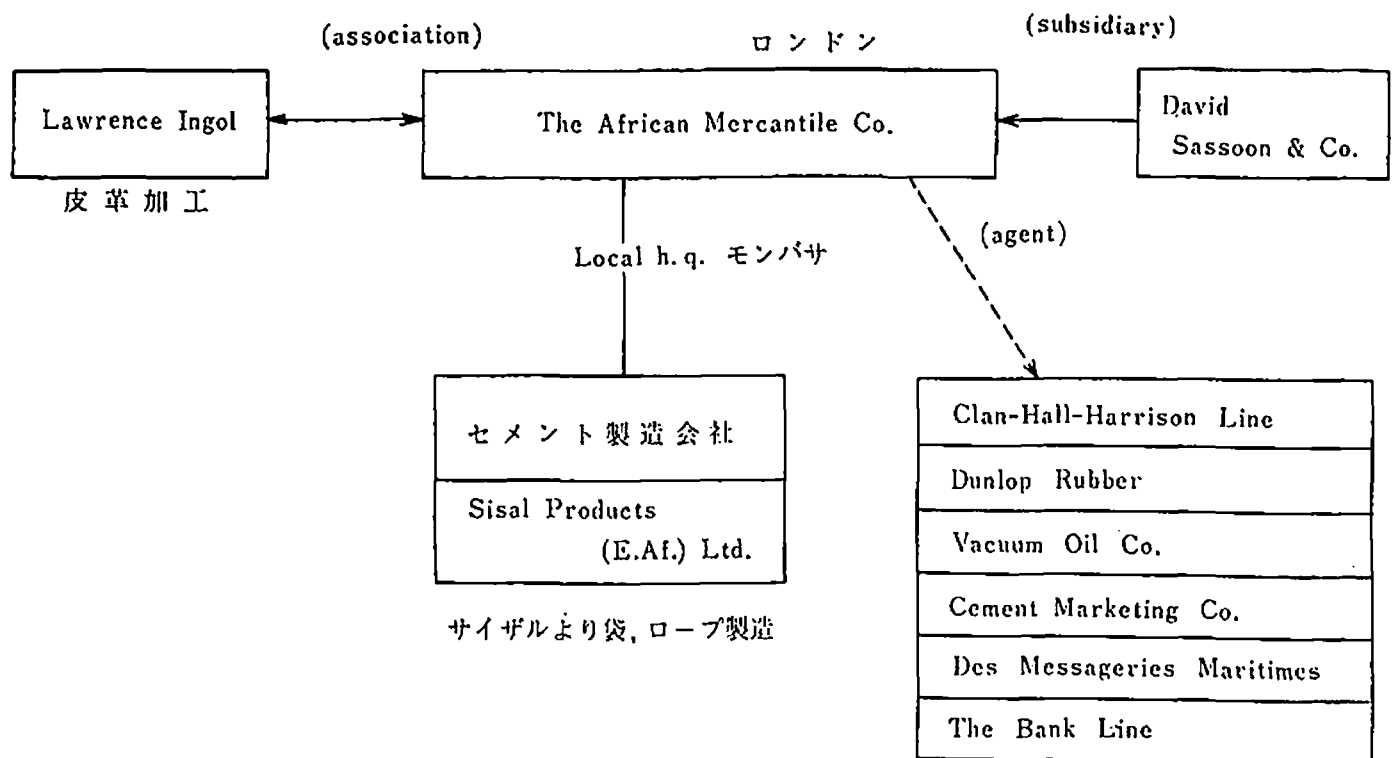 (association)
ロンドン
(subsidiary)
Lawrence Ingol
The African Mercantile Co.
David
Sassoon & Co.
皮革加工
Local h.q. モンバサ
(agent)
セメント製造会社
Sisal Products
(E.Af.) Ltd.
サイザルより袋,ロープ製造
Clan-Hall-Harrison Line
Dunlop Rubber
Vacuum Oil Co.
Cement Marketing Co.
Des Messageries Maritimes
The Bank Line